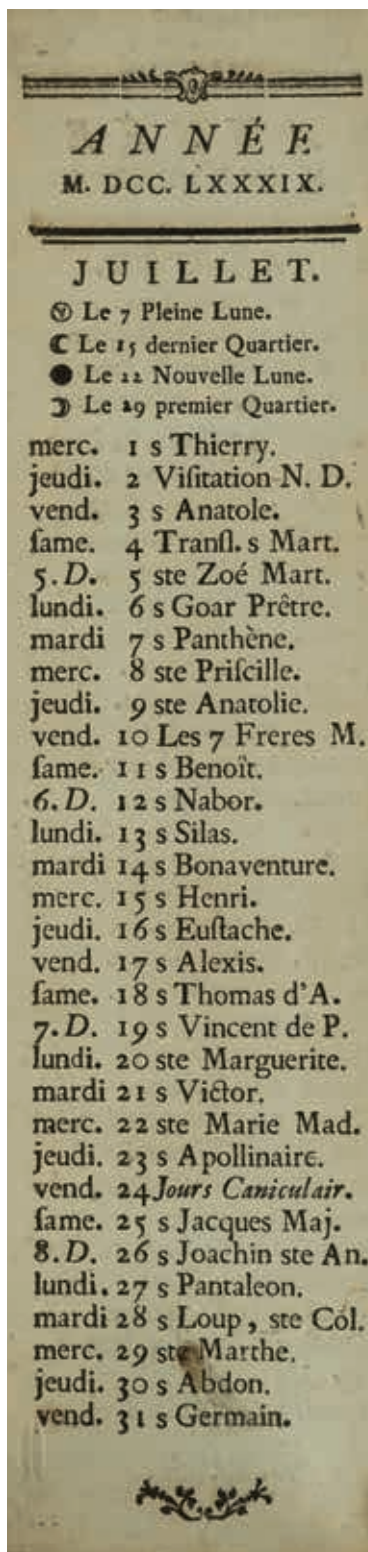 ANNÉE
M. DCC. LXXXIX.
JUILLET.
Le 7 Pleine Lune.
☾ Le 15 dernier Quartier.
● Le 22 Nouvelle Lune.
☽ Le 29 premier Quartier.
merc. 1 s Thierry.
jeudi. 2 Viſitation N. D.
vend. 3 s Anatole.
ſame. 4 Tranſl. s Mart.
5. D. 5 ste Zoé Mart.
lundi. 6 s Goar Prêtre.
mardi 7 s Panthène.
merc. 8 ste Priſcille.
jeudi. 9 ste Anatolie.
vend. 10 Les 7 Freres M.
ſame. 11 s Benoît.
6. D. 12 s Nabor.
lundi. 13 s Silas.
mardi 14 s Bonaventure.
merc. 15 s Henri.
jeudi. 16 s Euſtache.
vend. 17 s Alexis.
ſame. 18 s Thomas d'A.
7. D. 19 s Vincent de P.
lundi. 20 ste Marguerite.
mardi 21 s Victor.
merc. 22 ste Marie Mad.
jeudi. 23 s Apollinaire.
vend. 24 Jours Caniculair.
ſame. 25 s Jacques Maj.
8. D. 26 s Joachin ste An.
lundi. 27 s Pantaleon.
mardi 28 s Loup, ste Col.
merc. 29 ste Marthe.
jeudi. 30 s Abdon.
vend. 31 s Germain.